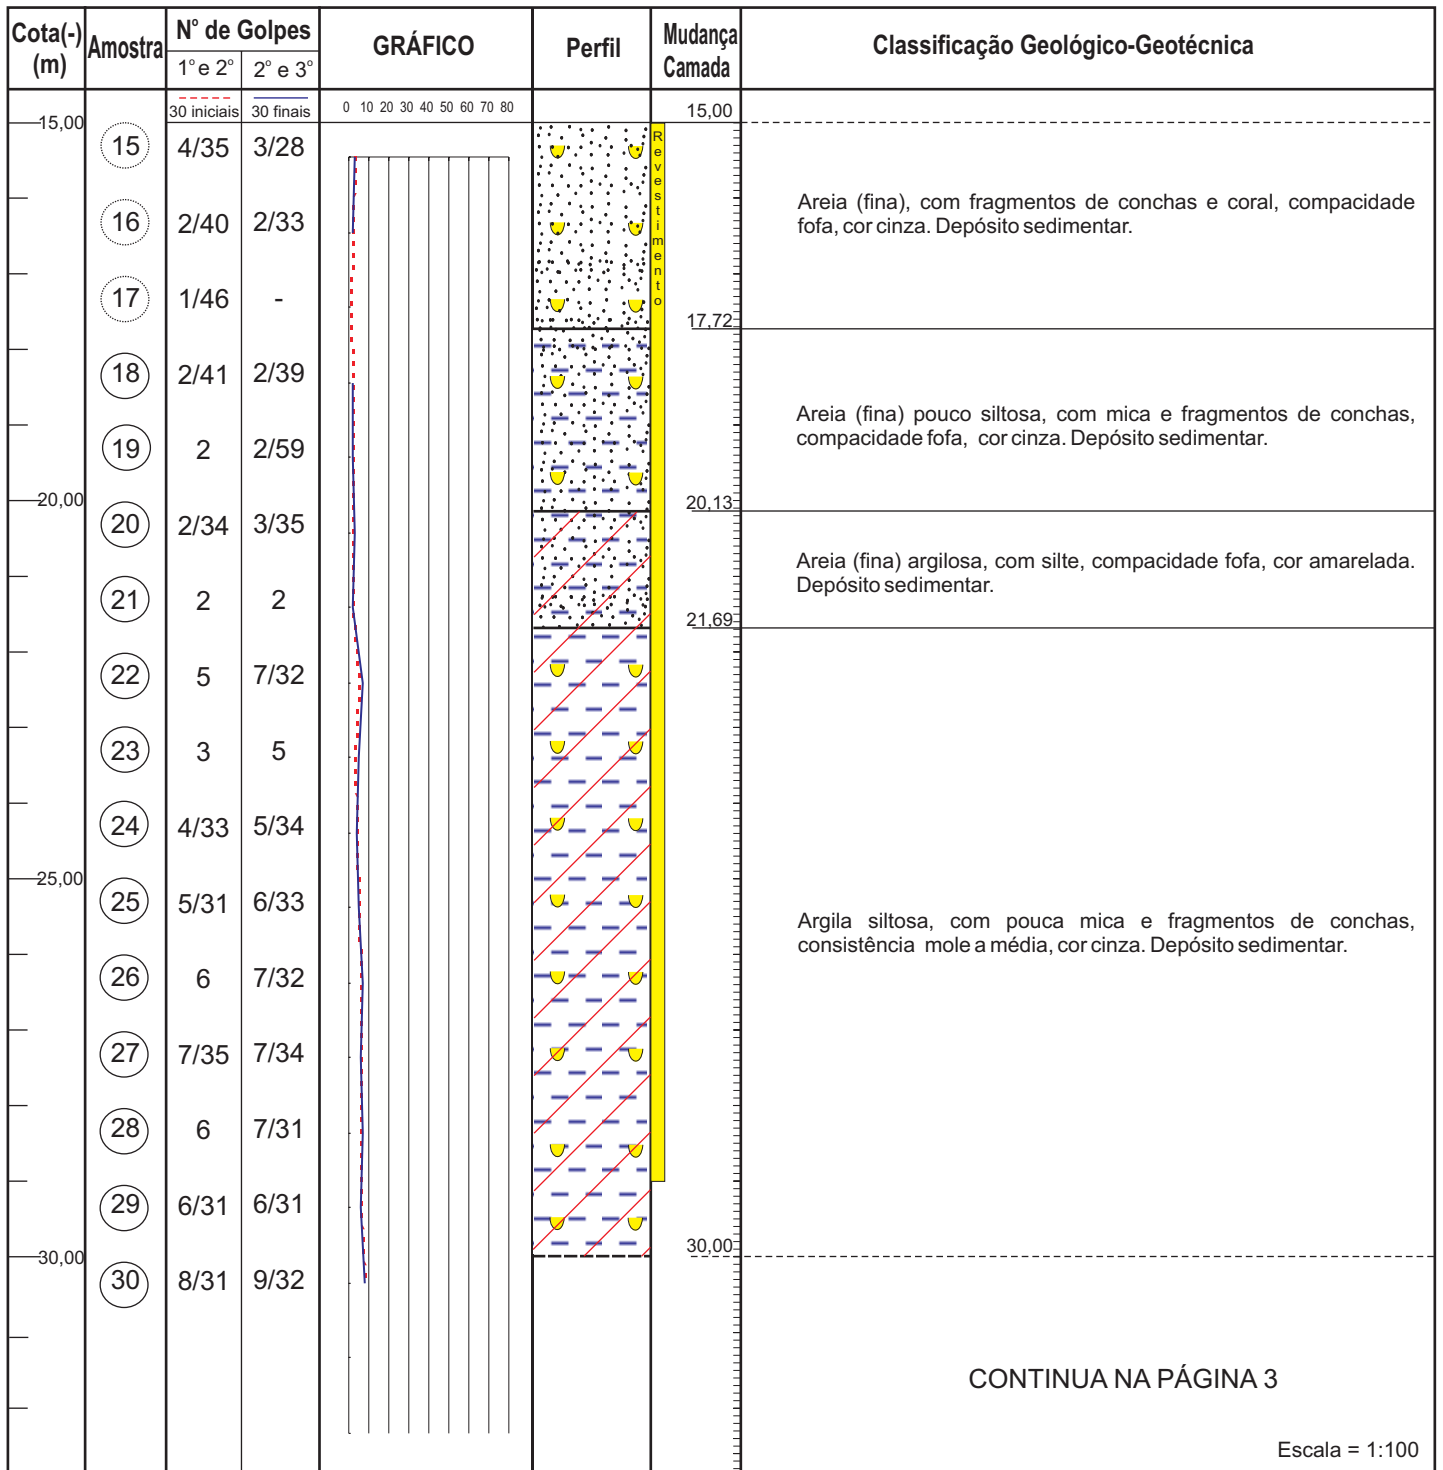 Cota(-)
(m)
Amostra
N° de Golpes
1° e 2°
2° e 3°
GRÁFICO
Perfil
Mudança
Camada
Classificação Geológico-Geotécnica
30 iniciais
30 finais
0 10 20 30 40 50 60 70 80
15,00
15,00
Revestimento
15 4/35 3/28
Areia (fina), com fragmentos de conchas e coral, compacidade
fofa, cor cinza. Depósito sedimentar.
16 2/40 2/33
17 1/46 -
17,72
18 2/41 2/39
Areia (fina) pouco siltosa, com mica e fragmentos de conchas,
compacidade fofa, cor cinza. Depósito sedimentar.
19 2 2/59
20,00
20,13
20 2/34 3/35
Areia (fina) argilosa, com silte, compacidade fofa, cor amarelada.
Depósito sedimentar.
21 2 2
21,69
22 5 7/32
23 3 5
24 4/33 5/34
25,00
25 5/31 6/33
Argila siltosa, com pouca mica e fragmentos de conchas,
consistência mole a média, cor cinza. Depósito sedimentar.
26 6 7/32
27 7/35 7/34
28 6 7/31
29 6/31 6/31
30,00
30,00
30 8/31 9/32
CONTINUA NA PÁGINA 3
Escala = 1:100